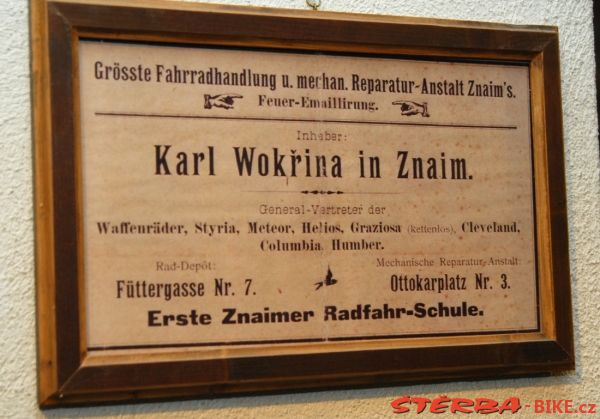 Grösste Fahrradhandlung u. mechan. Reparatur-Anstalt Znaim's.
Feuer-Emaillirung.
Inhaber:
Karl Wokřina in Znaim.
General-Vertreter der
Waffenräder, Styria, Meteor, Helios, Graziosa (kettenlos), Cleveland,
Columbia, Humber.
Rad-Depôt:
Füttergasse Nr. 7.
Mechanische Reparatur-Anstalt:
Ottokarplatz Nr. 3.
Erste Znaimer Radfahr-Schule.
ŠTĚRBA-BIKE.cz